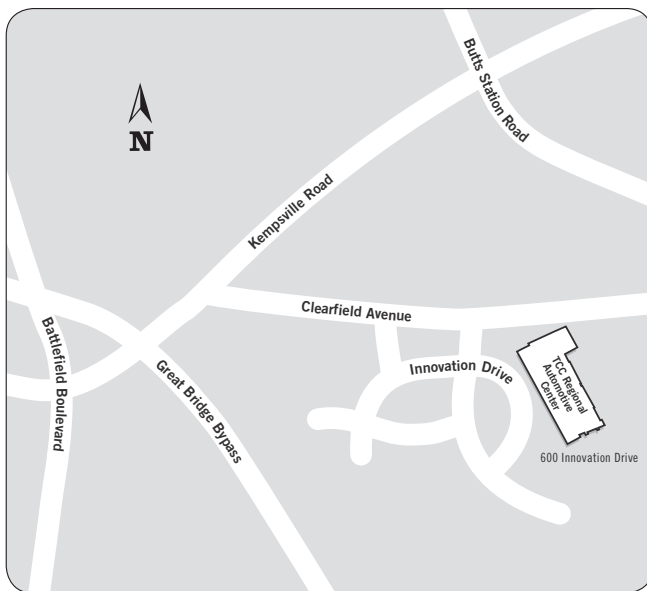 Butts Station Road
N
Kempsville Road
Clearfield Avenue
Battlefield Boulevard
Great Bridge Bypass
Innovation Drive
TCC Regional
Automotive
Center
600 Innovation Drive